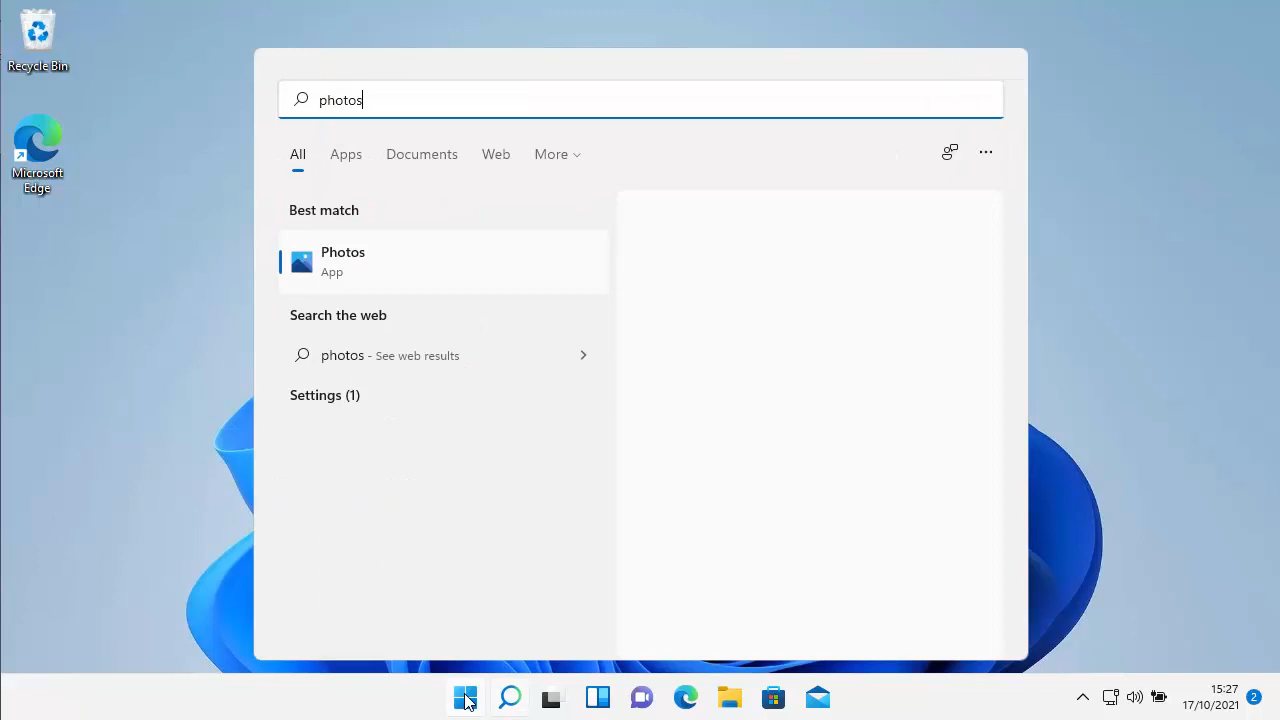 Recycle Bin
Microsoft
Edge
photos
All
Apps
Documents
Web
More
Best match
Photos
App
Search the web
photos - See web results
Settings (1)
15:27
17/10/2021
2